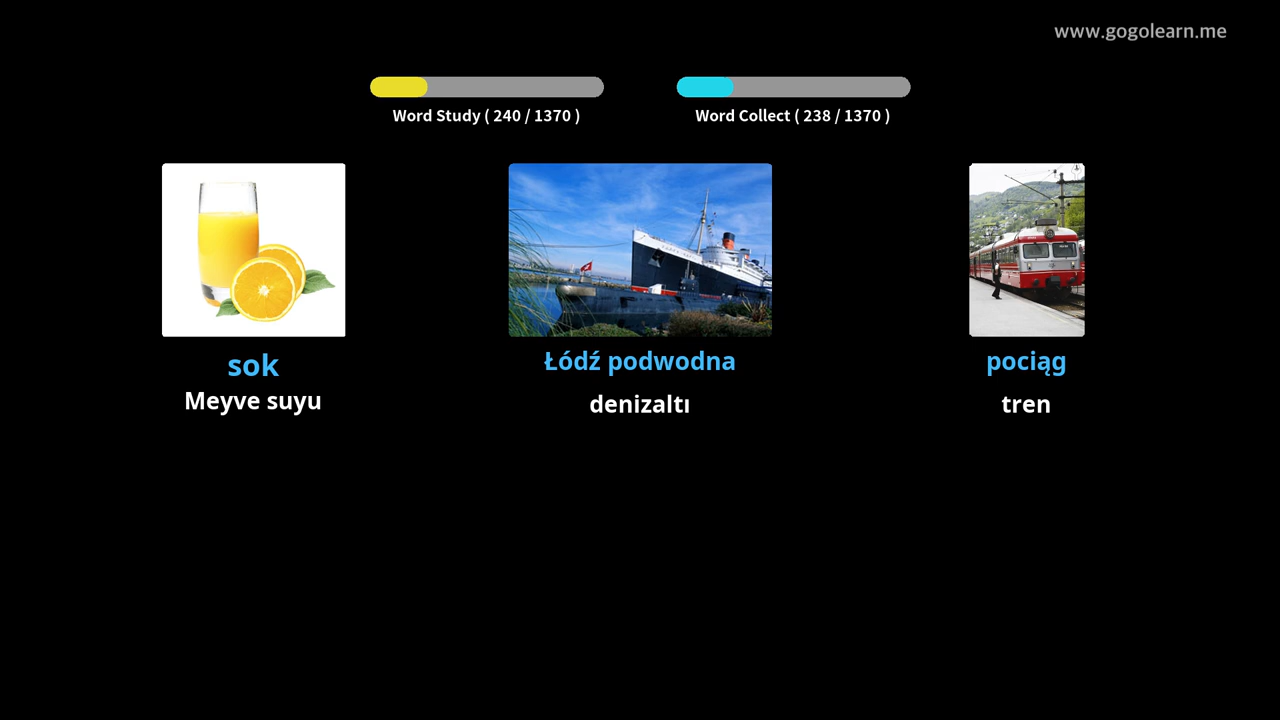 www.gogolearn.me
Word Study ( 240 / 1370 )
Word Collect ( 238 / 1370 )
sok
Meyve suyu
Łódź podwodna
denizaltı
pociąg
tren